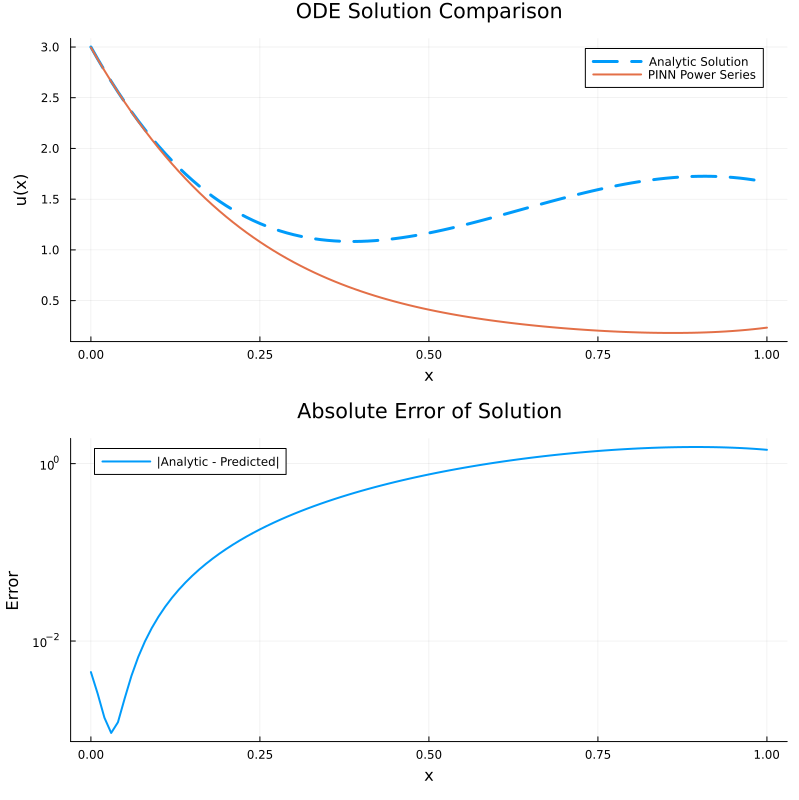 ODE Solution Comparison
3.0
2.5
2.0
1.5
1.0
0.5
u(x)
Analytic Solution
PINN Power Series
0.00 0.25 0.50 0.75 1.00
x
Absolute Error of Solution
10^0
10^-2
Error
|Analytic - Predicted|
0.00 0.25 0.50 0.75 1.00
x